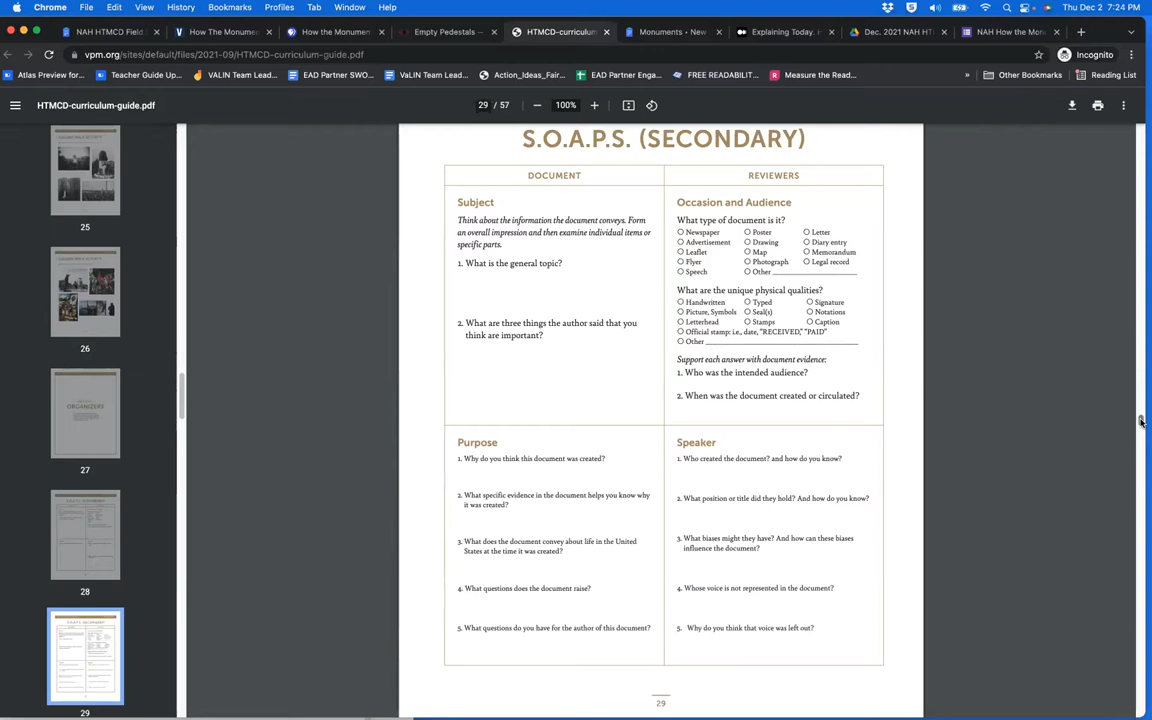 Chrome File Edit View History Bookmarks Profiles Tab Window Help Thu Dec 2 7:24 PM
NAH HTMCD Field How The Monumen How the Monumen Empty Pedestals – HTMCD-curriculum- Monuments • New Explaining Today. H Dec. 2021 NAH HT NAH How the Mon
vpm.org/sites/default/files/2021-09/HTMCD-curriculum-guide.pdf Incognito
Atlas Preview for... Teacher Guide Up... VaLIN Team Lead... EAD Partner SWO... VaLIN Team Lead... Action_Ideas_Fair... EAD Partner Enga... FREE READABILIT... Measure the Read... » Other Bookmarks Reading List
HTMCD-curriculum-guide.pdf 29 / 57 100%
25
26
ORGANIZERS
27
28
29
S.O.A.P.S. (SECONDARY)
DOCUMENT
REVIEWERS
Subject
Think about the information the document conveys. Form
an overall impression and then examine individual items or
specific parts.
1. What is the general topic?
2. What are three things the author said that you
think are important?
Occasion and Audience
What type of document is it?
Newspaper Poster Letter
Advertisement Drawing Diary entry
Leaflet Map Memorandum
Flyer Photograph Legal record
Speech Other
What are the unique physical qualities?
Handwritten Typed Signature
Picture, Symbols Seal(s) Notations
Letterhead Stamps Caption
Official stamp: i.e., date, "RECEIVED," "PAID"
Other
Support each answer with document evidence:
1. Who was the intended audience?
2. When was the document created or circulated?
Purpose
1. Why do you think this document was created?
2. What specific evidence in the document helps you know why
it was created?
3. What does the document convey about life in the United
States at the time it was created?
4. What questions does the document raise?
5. What questions do you have for the author of this document?
Speaker
1. Who created the document? and how do you know?
2. What position or title did they hold? And how do you know?
3. What biases might they have? And how can these biases
influence the document?
4. Whose voice is not represented in the document?
5. Why do you think that voice was left out?
29